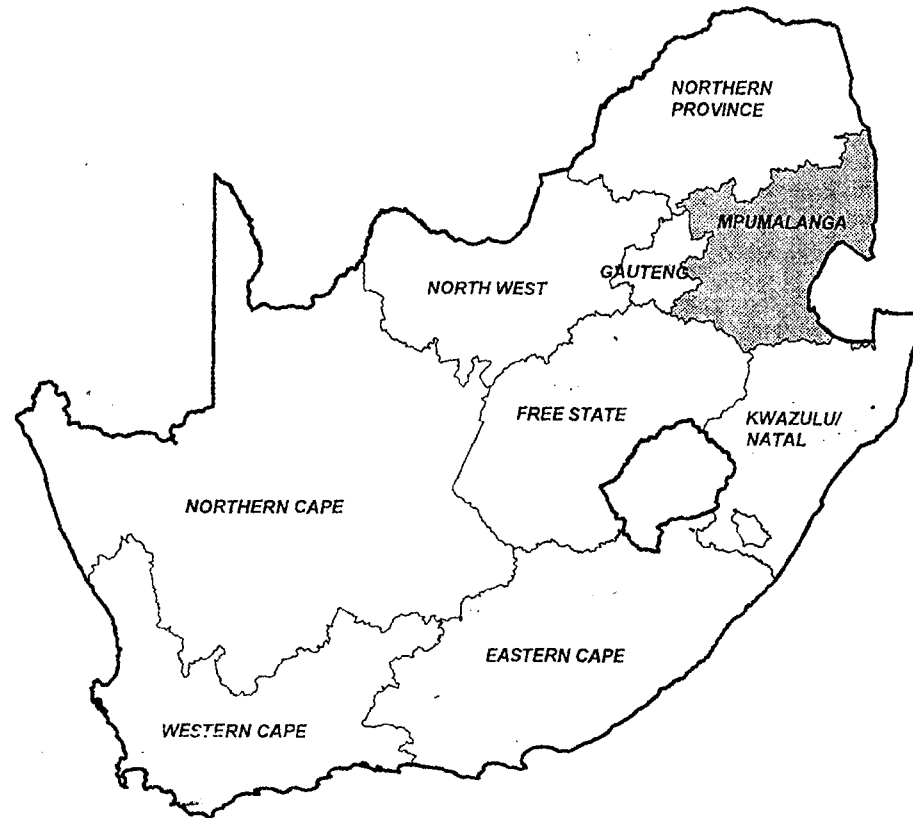 NORTHERN
PROVINCE
MPUMALANGA
GAUTENG
NORTH WEST
FREE STATE
KWAZULU/
NATAL
NORTHERN CAPE
EASTERN CAPE
WESTERN CAPE